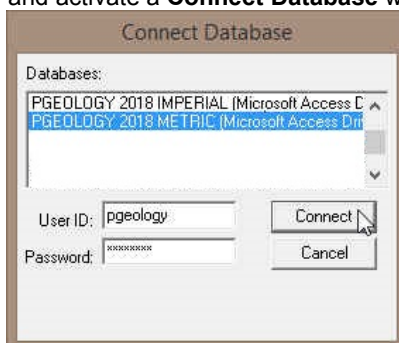 and activate a Connect Database w
Connect Database
Databases:
PGEOLOGY 2018 IMPERIAL (Microsoft Access D
PGEOLOGY 2018 METRIC (Microsoft Access Dri
User ID: pgeology Connect
Password: ******** Cancel